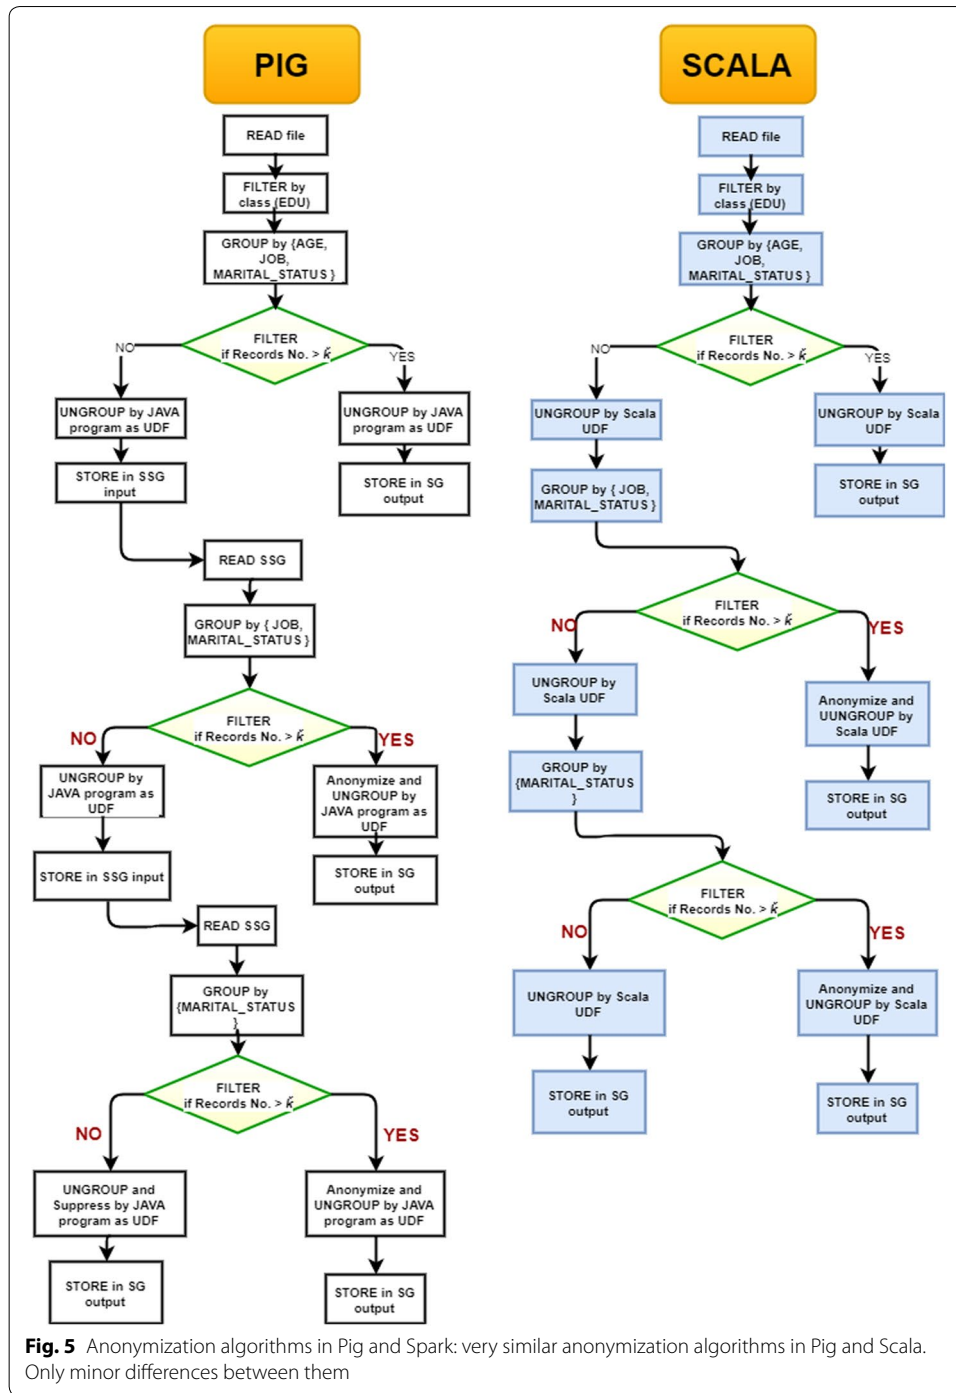 PIG
READ file
FILTER by
class (EDU)
GROUP by {AGE,
JOB,
MARITAL_STATUS }
FILTER
if Records No. > ǩ
NO
YES
UNGROUP by JAVA
program as UDF
UNGROUP by JAVA
program as UDF
STORE in SSG
input
STORE in SG
output
READ SSG
GROUP by { JOB,
MARITAL_STATUS }
FILTER
if Records No. > ǩ
NO
YES
UNGROUP by
JAVA program as
UDF
Anonymize and
UNGROUP by
JAVA program as
UDF
STORE in SSG input
STORE in SG
output
READ SSG
GROUP by
{MARITAL_STATUS
}
FILTER
if Records No. > ǩ
NO
YES
UNGROUP and
Suppress by JAVA
program as UDF
Anonymize and
UNGROUP by JAVA
program as UDF
STORE in SG
output
STORE in SG
output
SCALA
READ file
FILTER by
class (EDU)
GROUP by {AGE,
JOB,
MARITAL_STATUS }
FILTER
if Records No. > ǩ
NO
YES
UNGROUP by Scala
UDF
UNGROUP by Scala
UDF
GROUP by { JOB,
MARITAL_STATUS }
STORE in SG
output
FILTER
if Records No. > ǩ
NO
YES
UNGROUP by
Scala UDF
Anonymize and
UUNGROUP by
Scala UDF
GROUP by
{MARITAL_STATUS
}
STORE in SG
output
FILTER
if Records No. > ǩ
NO
YES
UNGROUP by Scala
UDF
Anonymize and
UNGROUP by Scala
UDF
STORE in SG
output
STORE in SG
output
Fig. 5 Anonymization algorithms in Pig and Spark: very similar anonymization algorithms in Pig and Scala.
Only minor differences between them